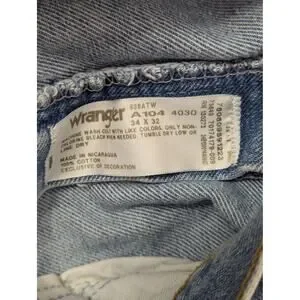 608ATW
Wrangler A104 4030
34 X 32
MACHINE WASH COLD WITH LIKE COLORS. ONLY NON-
CHLORINE BLEACH WHEN NEEDED. TUMBLE DRY LOW OR
LINE DRY
MADE IN NICARAGUA
100% COTTON
EXCLUSIVE OF DECORATION